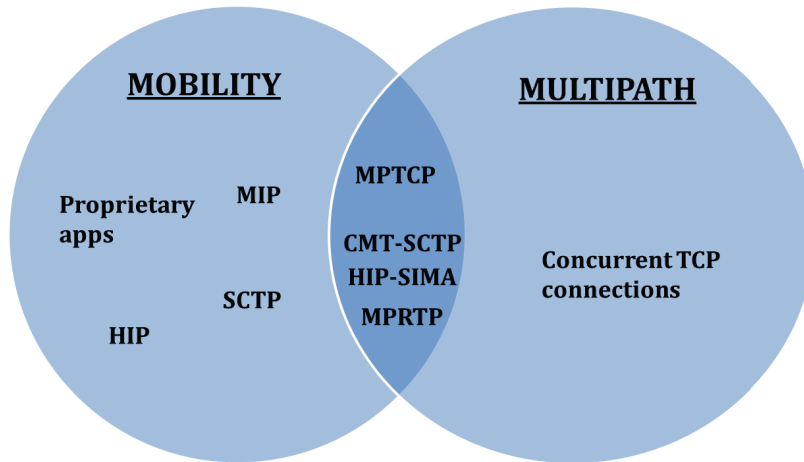 MOBILITY
MULTIPATH
Proprietary
apps
MIP
SCTP
HIP
MPTCP
CMT-SCTP
HIP-SIMA
MPRTP
Concurrent TCP
connections